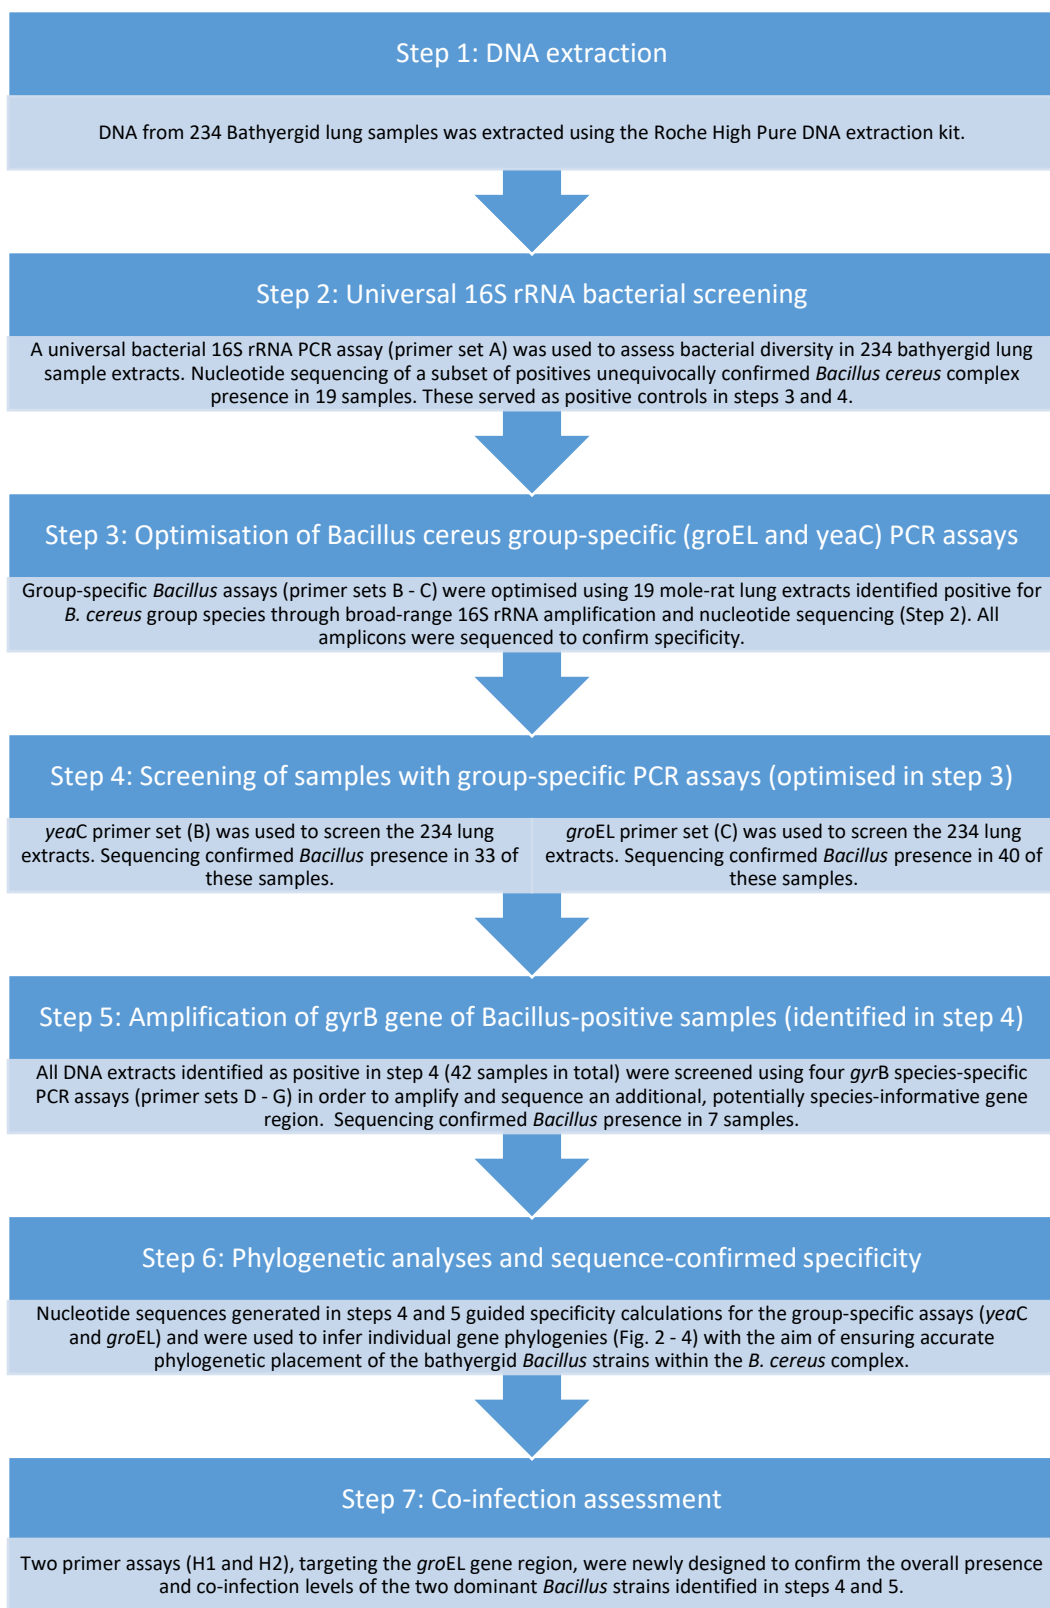 Step 1: DNA extraction
DNA from 234 Bathyergid lung samples was extracted using the Roche High Pure DNA extraction kit.
Step 2: Universal 16S rRNA bacterial screening
A universal bacterial 16S rRNA PCR assay (primer set A) was used to assess bacterial diversity in 234 bathyergid lung
sample extracts. Nucleotide sequencing of a subset of positives unequivocally confirmed Bacillus cereus complex
presence in 19 samples. These served as positive controls in steps 3 and 4.
Step 3: Optimisation of Bacillus cereus group-specific (groEL and yeaC) PCR assays
Group-specific Bacillus assays (primer sets B - C) were optimised using 19 mole-rat lung extracts identified positive for
B. cereus group species through broad-range 16S rRNA amplification and nucleotide sequencing (Step 2). All
amplicons were sequenced to confirm specificity.
Step 4: Screening of samples with group-specific PCR assays (optimised in step 3)
yeaC primer set (B) was used to screen the 234 lung
extracts. Sequencing confirmed Bacillus presence in 33 of
these samples.
groEL primer set (C) was used to screen the 234 lung
extracts. Sequencing confirmed Bacillus presence in 40 of
these samples.
Step 5: Amplification of gyrB gene of Bacillus-positive samples (identified in step 4)
All DNA extracts identified as positive in step 4 (42 samples in total) were screened using four gyrB species-specific
PCR assays (primer sets D - G) in order to amplify and sequence an additional, potentially species-informative gene
region. Sequencing confirmed Bacillus presence in 7 samples.
Step 6: Phylogenetic analyses and sequence-confirmed specificity
Nucleotide sequences generated in steps 4 and 5 guided specificity calculations for the group-specific assays (yeaC
and groEL) and were used to infer individual gene phylogenies (Fig. 2 - 4) with the aim of ensuring accurate
phylogenetic placement of the bathyergid Bacillus strains within the B. cereus complex.
Step 7: Co-infection assessment
Two primer assays (H1 and H2), targeting the groEL gene region, were newly designed to confirm the overall presence
and co-infection levels of the two dominant Bacillus strains identified in steps 4 and 5.